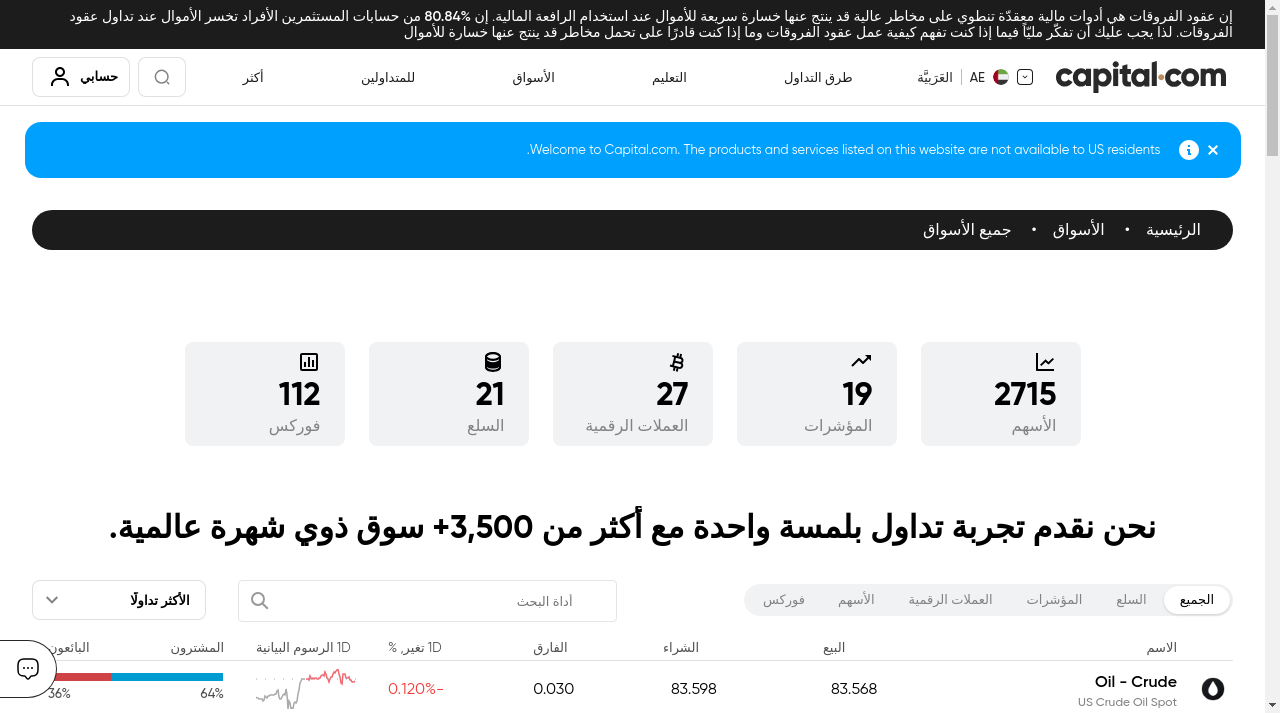 إن عقود الفروقات هي أدوات مالية معقدّة تنطوي على مخاطر عالية قد ينتج عنها خسارة سريعة للأموال عند استخدام الرافعة المالية. إن 80.84% من حسابات المستثمرين الأفراد تخسر الأموال عند تداول عقود
الفروقات. لذا يجب عليك أن تفكّر مليّاً فيما إذا كنت تفهم كيفية عمل عقود الفروقات وما إذا كنت قادرًا على تحمل مخاطر قد ينتج عنها خسارة للأموال
capital.com
AE
العَرَبيَّة
طرق التداول
التعليم
الأسواق
للمتداولين
أكثر
حسابي
Welcome to Capital.com. The products and services listed on this website are not available to US residents.
الرئيسية • الأسواق • جميع الأسواق
2715
الأسهم
19
المؤشرات
27
العملات الرقمية
21
السلع
112
فوركس
نحن نقدم تجربة تداول بلمسة واحدة مع أكثر من 3,500+ سوق ذوي شهرة عالمية.
الجميع
السلع
المؤشرات
العملات الرقمية
الأسهم
فوركس
أداة البحث
الأكثر تداولًا
الاسم
البيع
الشراء
الفارق
1D تغير, %
1D الرسوم البيانية
المشترون
البائعون
Oil - Crude
US Crude Oil Spot
83.568
83.598
0.030
-0.120%
64%
36%